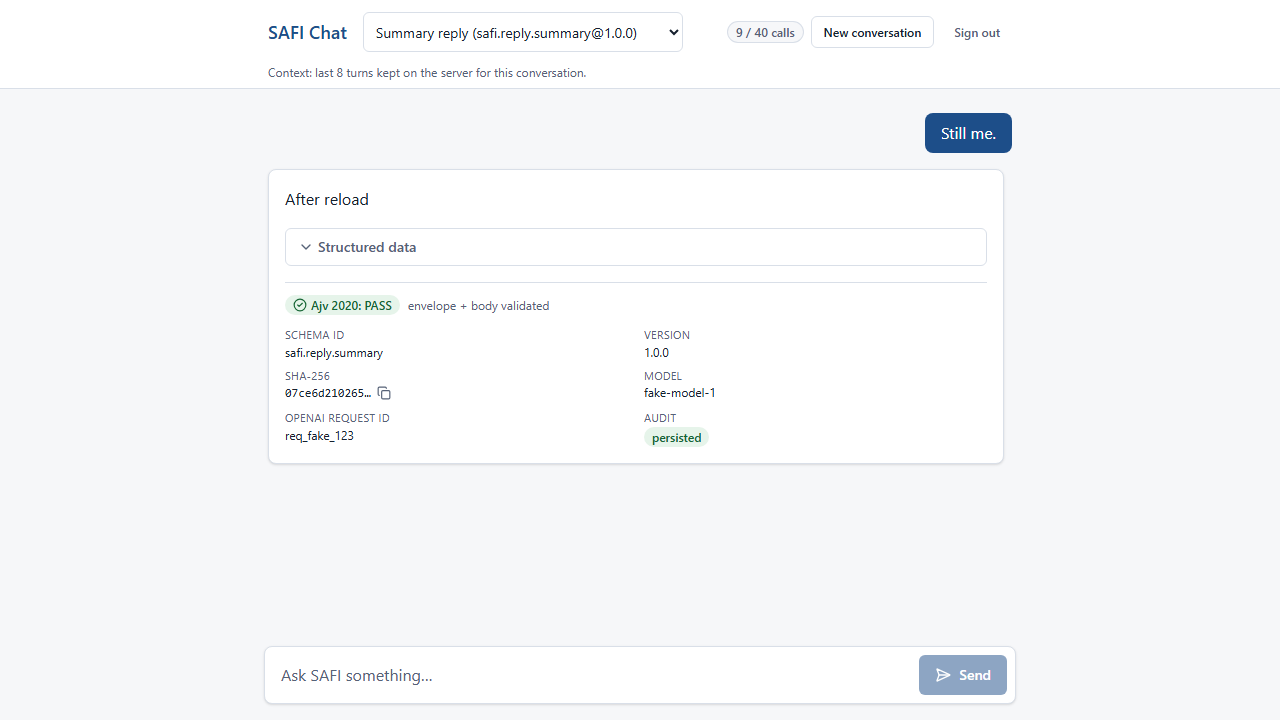 SAFI Chat
Summary reply (safi.reply.summary@1.0.0)
9 / 40 calls
New conversation
Sign out
Context: last 8 turns kept on the server for this conversation.
Still me.
After reload
Structured data
Ajv 2020: PASS
envelope + body validated
SCHEMA ID
safi.reply.summary
VERSION
1.0.0
SHA-256
07ce6d210265…
MODEL
fake-model-1
OPENAI REQUEST ID
req_fake_123
AUDIT
persisted
Ask SAFI something...
Send